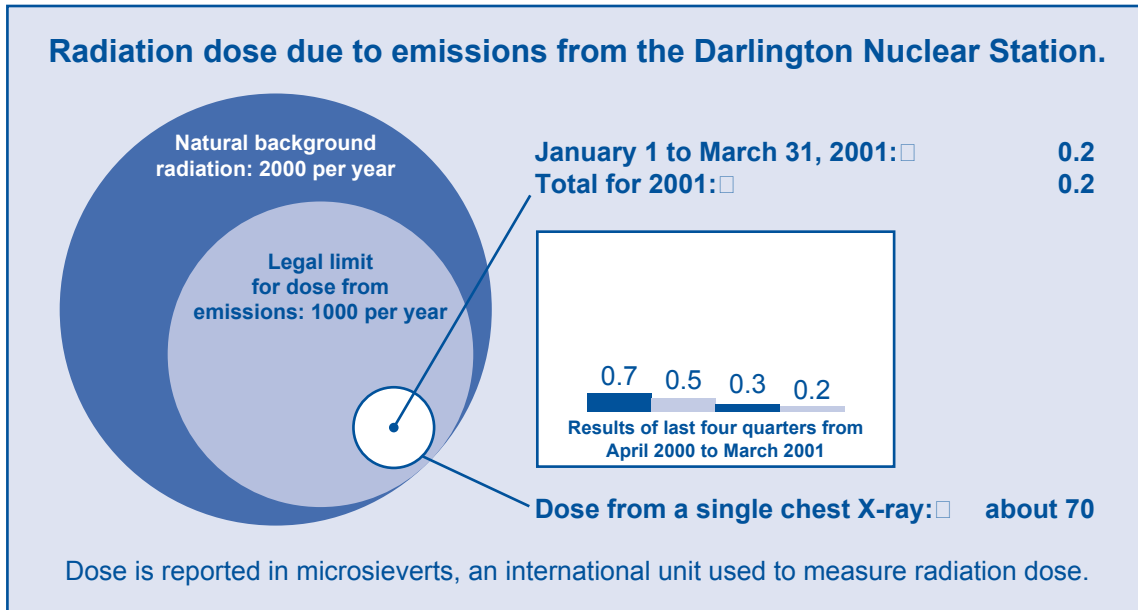 Radiation dose due to emissions from the Darlington Nuclear Station.
Natural background
radiation: 2000 per year
Legal limit
for dose from
emissions: 1000 per year
January 1 to March 31, 2001: 0.2
Total for 2001: 0.2
0.7 0.5 0.3 0.2
Results of last four quarters from
April 2000 to March 2001
Dose from a single chest X-ray: about 70
Dose is reported in microsieverts, an international unit used to measure radiation dose.